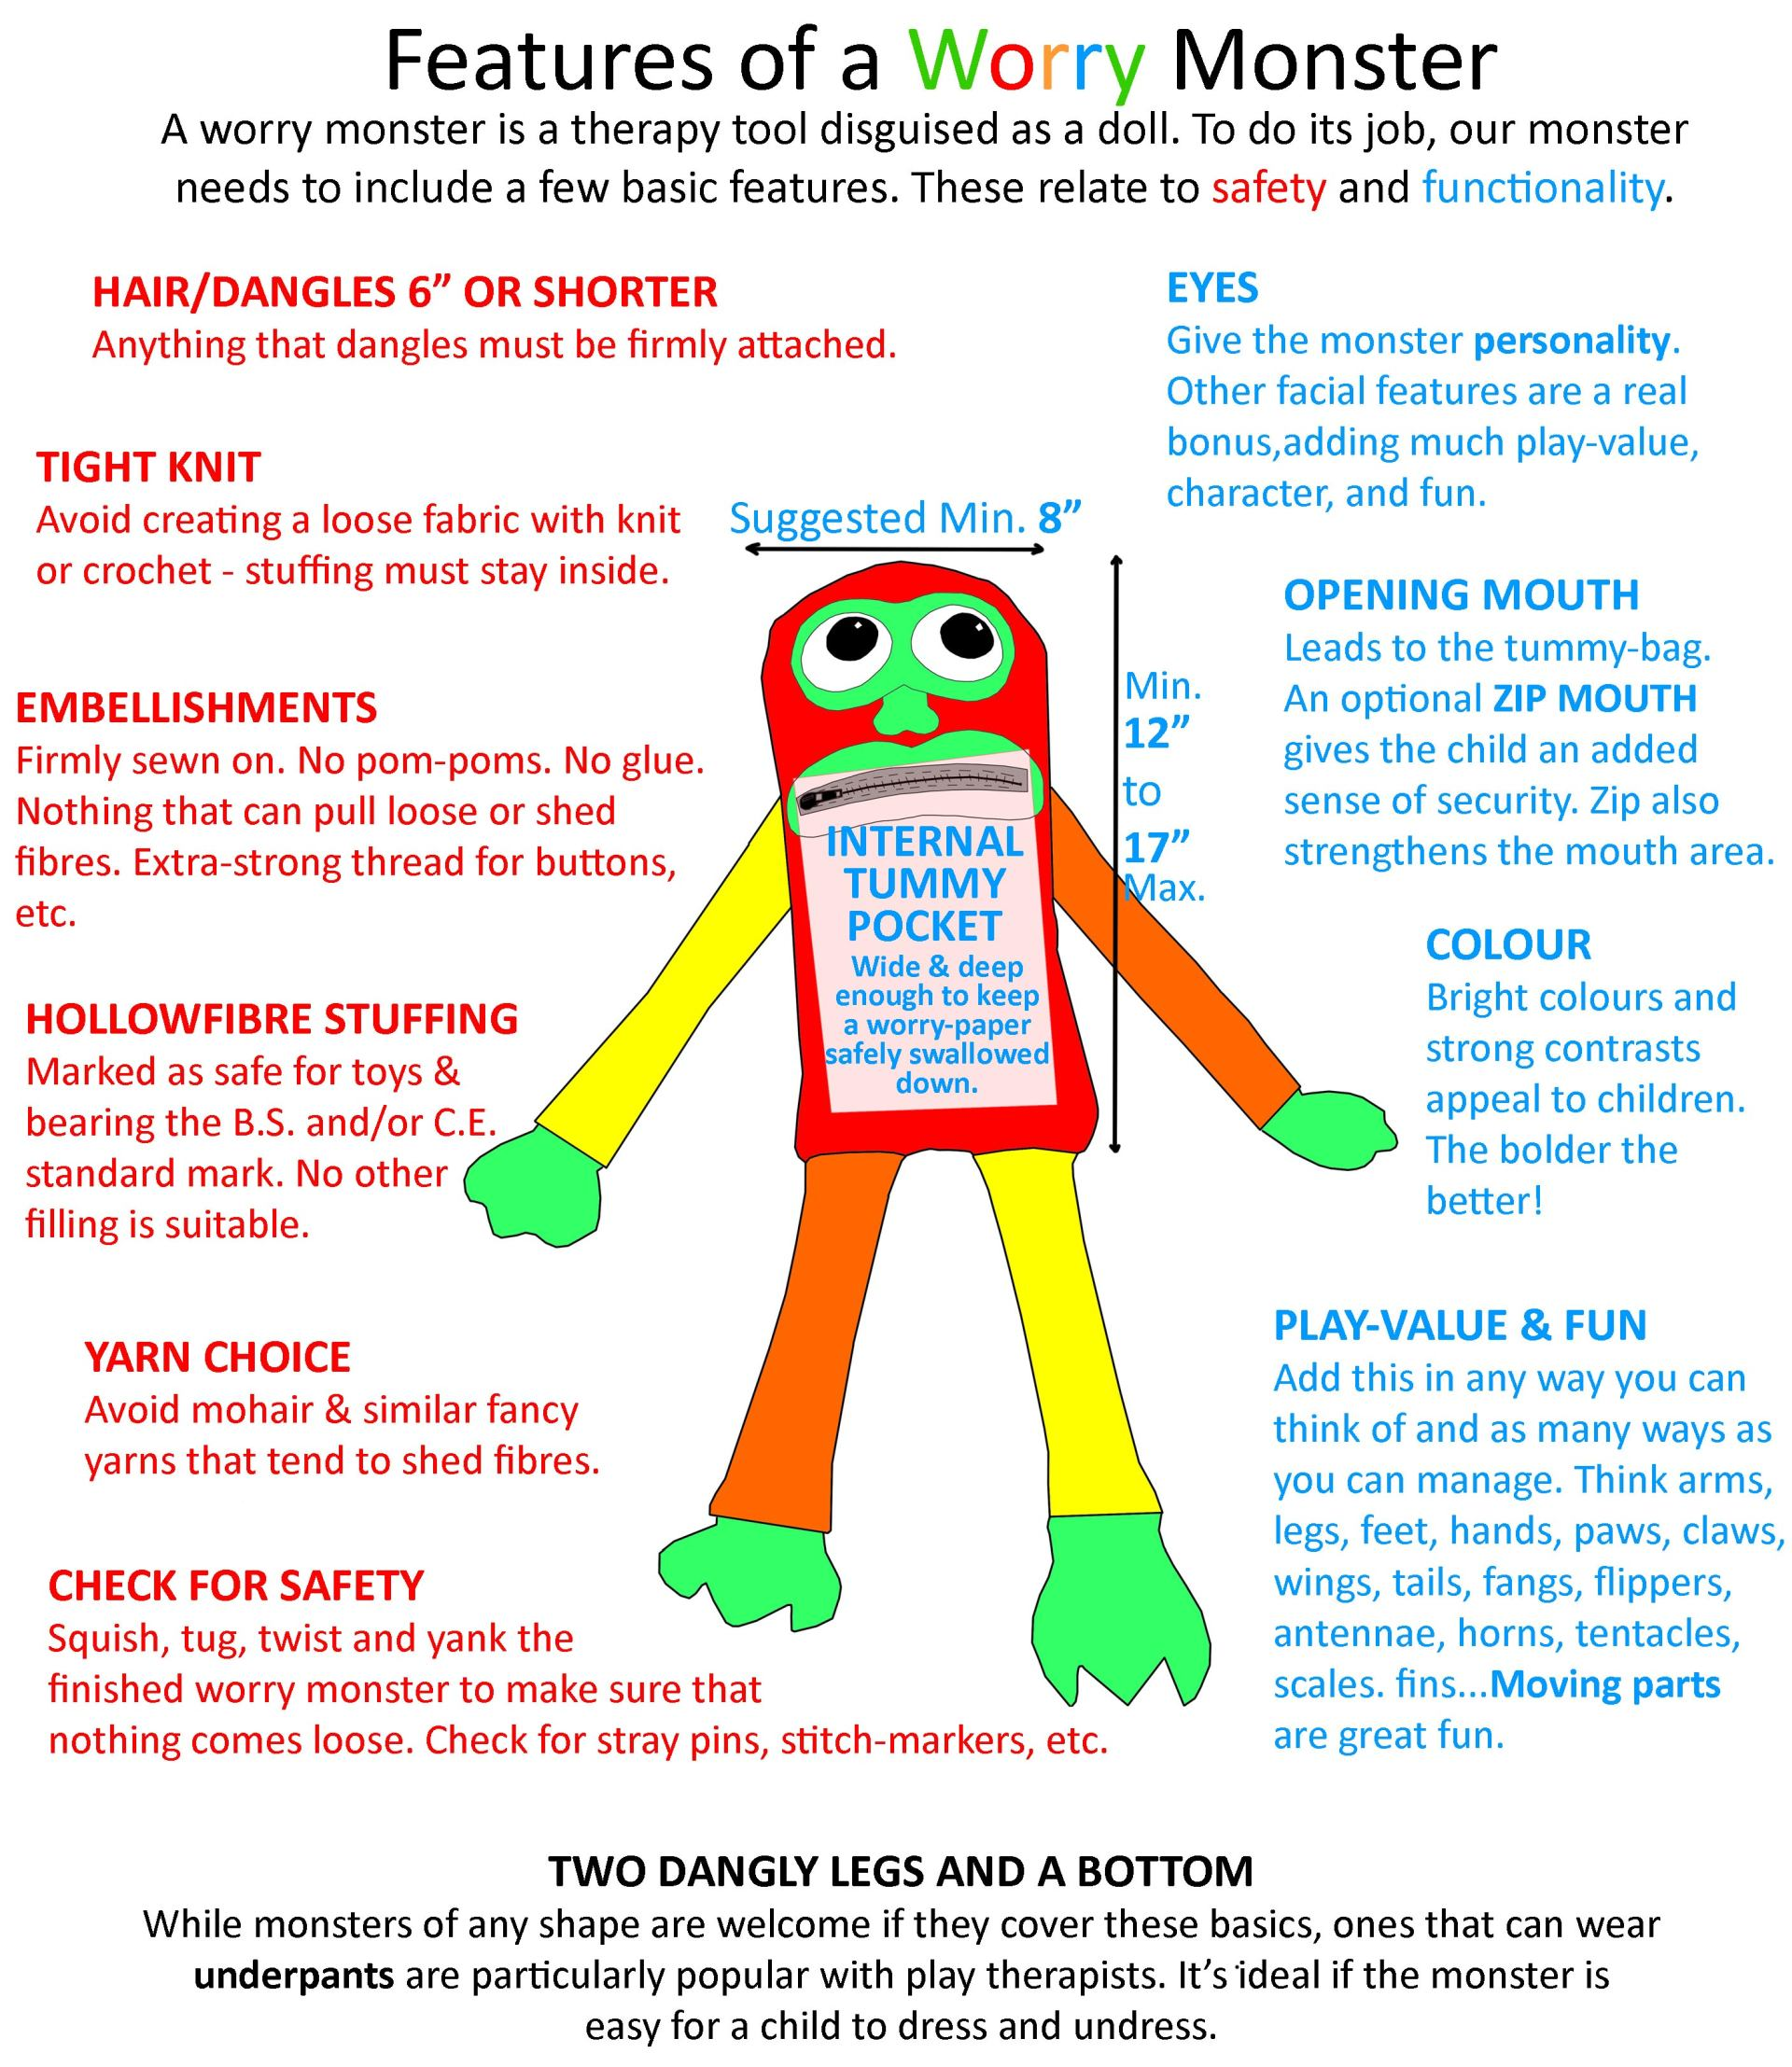 Features of a Worry Monster
A worry monster is a therapy tool disguised as a doll. To do its job, our monster
needs to include a few basic features. These relate to safety and functionality.
HAIR/DANGLES 6” OR SHORTER
Anything that dangles must be firmly attached.
TIGHT KNIT
Avoid creating a loose fabric with knit
or crochet - stuffing must stay inside.
EMBELLISHMENTS
Firmly sewn on. No pom-poms. No glue.
Nothing that can pull loose or shed
fibres. Extra-strong thread for buttons,
etc.
HOLLOWFIBRE STUFFING
Marked as safe for toys &
bearing the B.S. and/or C.E.
standard mark. No other
filling is suitable.
YARN CHOICE
Avoid mohair & similar fancy
yarns that tend to shed fibres.
CHECK FOR SAFETY
Squish, tug, twist and yank the
finished worry monster to make sure that
nothing comes loose. Check for stray pins, stitch-markers, etc.
Suggested Min. 8”
Min.
12”
to
17”
Max.
INTERNAL
TUMMY
POCKET
Wide & deep
enough to keep
a worry-paper
safely swallowed
down.
EYES
Give the monster personality.
Other facial features are a real
bonus,adding much play-value,
character, and fun.
OPENING MOUTH
Leads to the tummy-bag.
An optional ZIP MOUTH
gives the child an added
sense of security. Zip also
strengthens the mouth area.
COLOUR
Bright colours and
strong contrasts
appeal to children.
The bolder the
better!
PLAY-VALUE & FUN
Add this in any way you can
think of and as many ways as
you can manage. Think arms,
legs, feet, hands, paws, claws,
wings, tails, fangs, flippers,
antennae, horns, tentacles,
scales. fins...Moving parts
are great fun.
TWO DANGLY LEGS AND A BOTTOM
While monsters of any shape are welcome if they cover these basics, ones that can wear
underpants are particularly popular with play therapists. It’s ideal if the monster is
easy for a child to dress and undress.